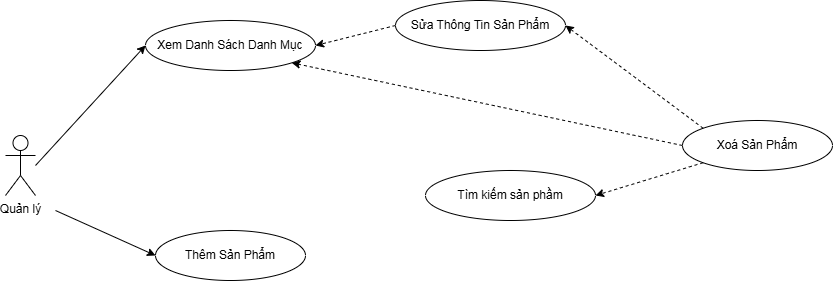 Sửa Thông Tin Sản Phẩm
Xem Danh Sách Danh Mục
Xoá Sản Phẩm
Tìm kiếm sản phầm
Quản lý
Thêm Sản Phẩm